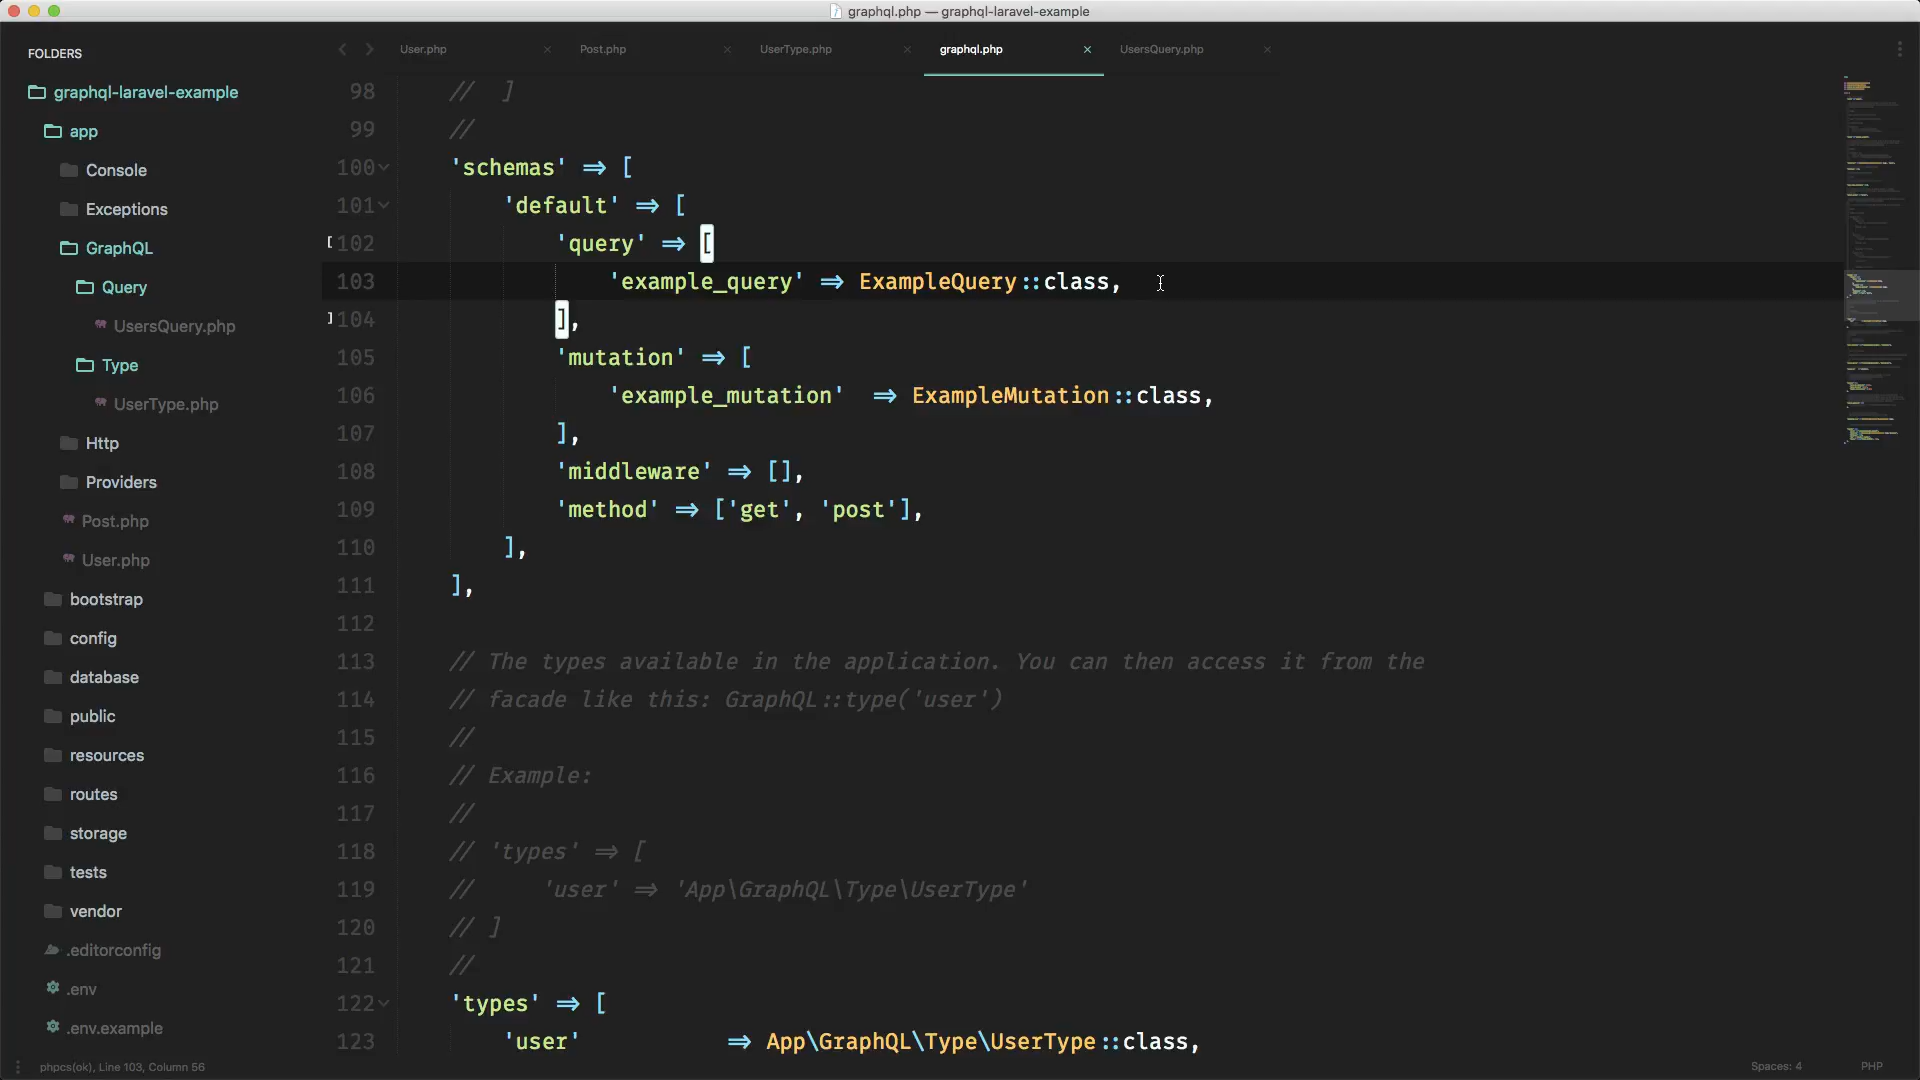 graphql.php — graphql-laravel-example
FOLDERS
graphql-laravel-example
app
Console
Exceptions
GraphQL
Query
UsersQuery.php
Type
UserType.php
Http
Providers
Post.php
User.php
bootstrap
config
database
public
resources
routes
storage
tests
vendor
.editorconfig
.env
.env.example
User.php
Post.php
UserType.php
graphql.php
UsersQuery.php
98 // ]
99 //
100 'schemas' => [
101 'default' => [
102 'query' => [
103 'example_query' => ExampleQuery::class,
104 ],
105 'mutation' => [
106 'example_mutation' => ExampleMutation::class,
107 ],
108 'middleware' => [],
109 'method' => ['get', 'post'],
110 ],
111 ],
112
113 // The types available in the application. You can then access it from the
114 // facade like this: GraphQL::type('user')
115 //
116 // Example:
117 //
118 // 'types' => [
119 // 'user' => 'App\GraphQL\Type\UserType'
120 // ]
121 //
122 'types' => [
123 'user' => App\GraphQL\Type\UserType::class,
phpcs(ok), Line 103, Column 56
Spaces: 4
PHP